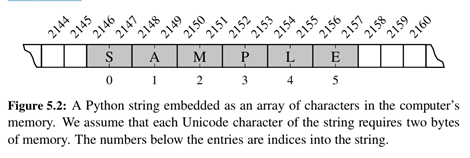 2144 2145 2146 2147 2148 2149 2150 2151 2152 2153 2154 2155 2156 2157 2158 2159 2160
S A M P L E
0 1 2 3 4 5
Figure 5.2: A Python string embedded as an array of characters in the computer's
memory. We assume that each Unicode character of the string requires two bytes
of memory. The numbers below the entries are indices into the string.